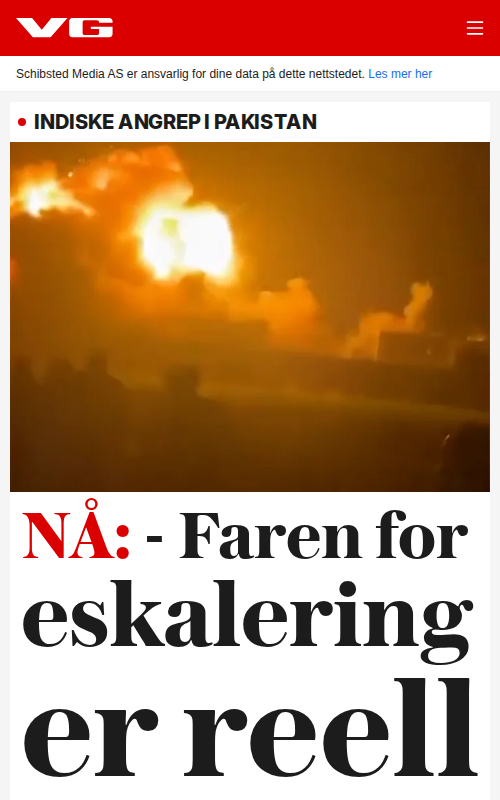 VG
Schibsted Media AS er ansvarlig for dine data på dette nettstedet. Les mer her
INDISKE ANGREP I PAKISTAN
NÅ: - Faren for
eskalering
er reell